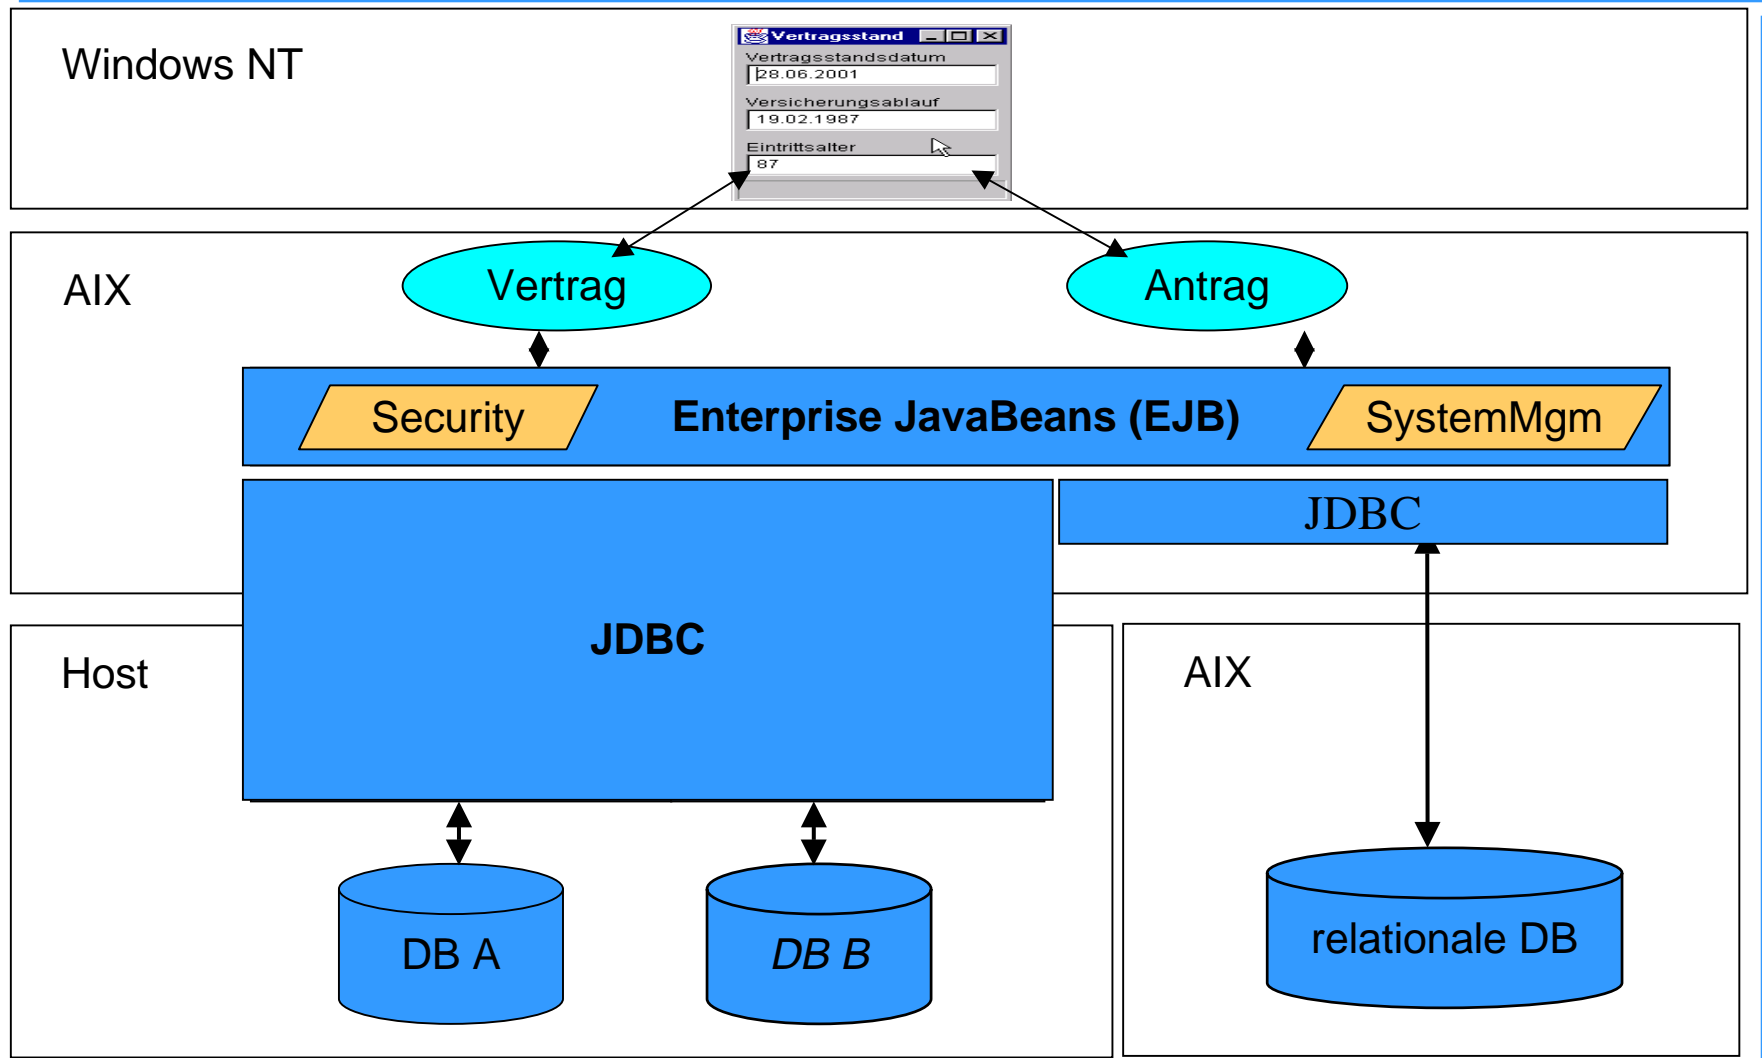 Windows NT
Vertragsstand
Vertragsstandsdatum
28.06.2001
Versicherungsablauf
19.02.1987
Eintrittsalter
87
AIX
Vertrag
Antrag
Security
Enterprise JavaBeans (EJB)
SystemMgm
JDBC
JDBC
Host
AIX
DB A
DB B
relationale DB